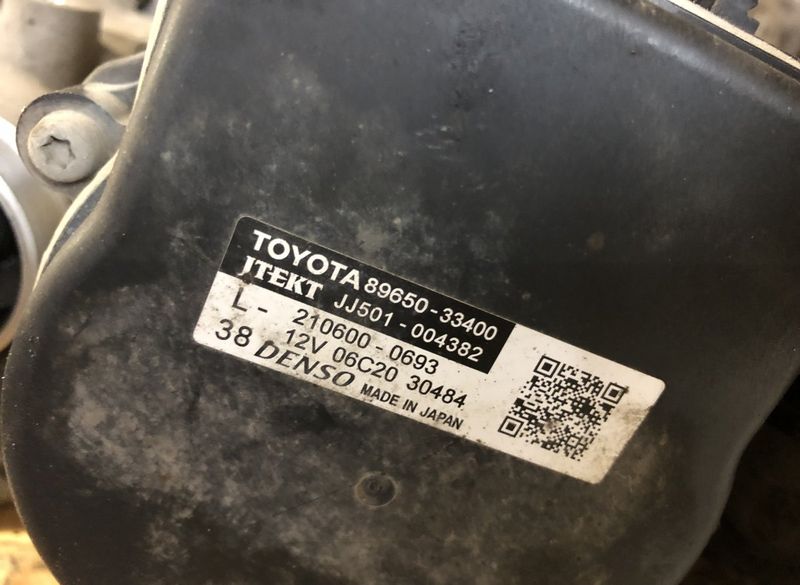 TOYOTA 89650-33400
JTEKT JJ501-004382
L- 210600-0693
38 12V 06C20 30484
DENSO MADE IN JAPAN